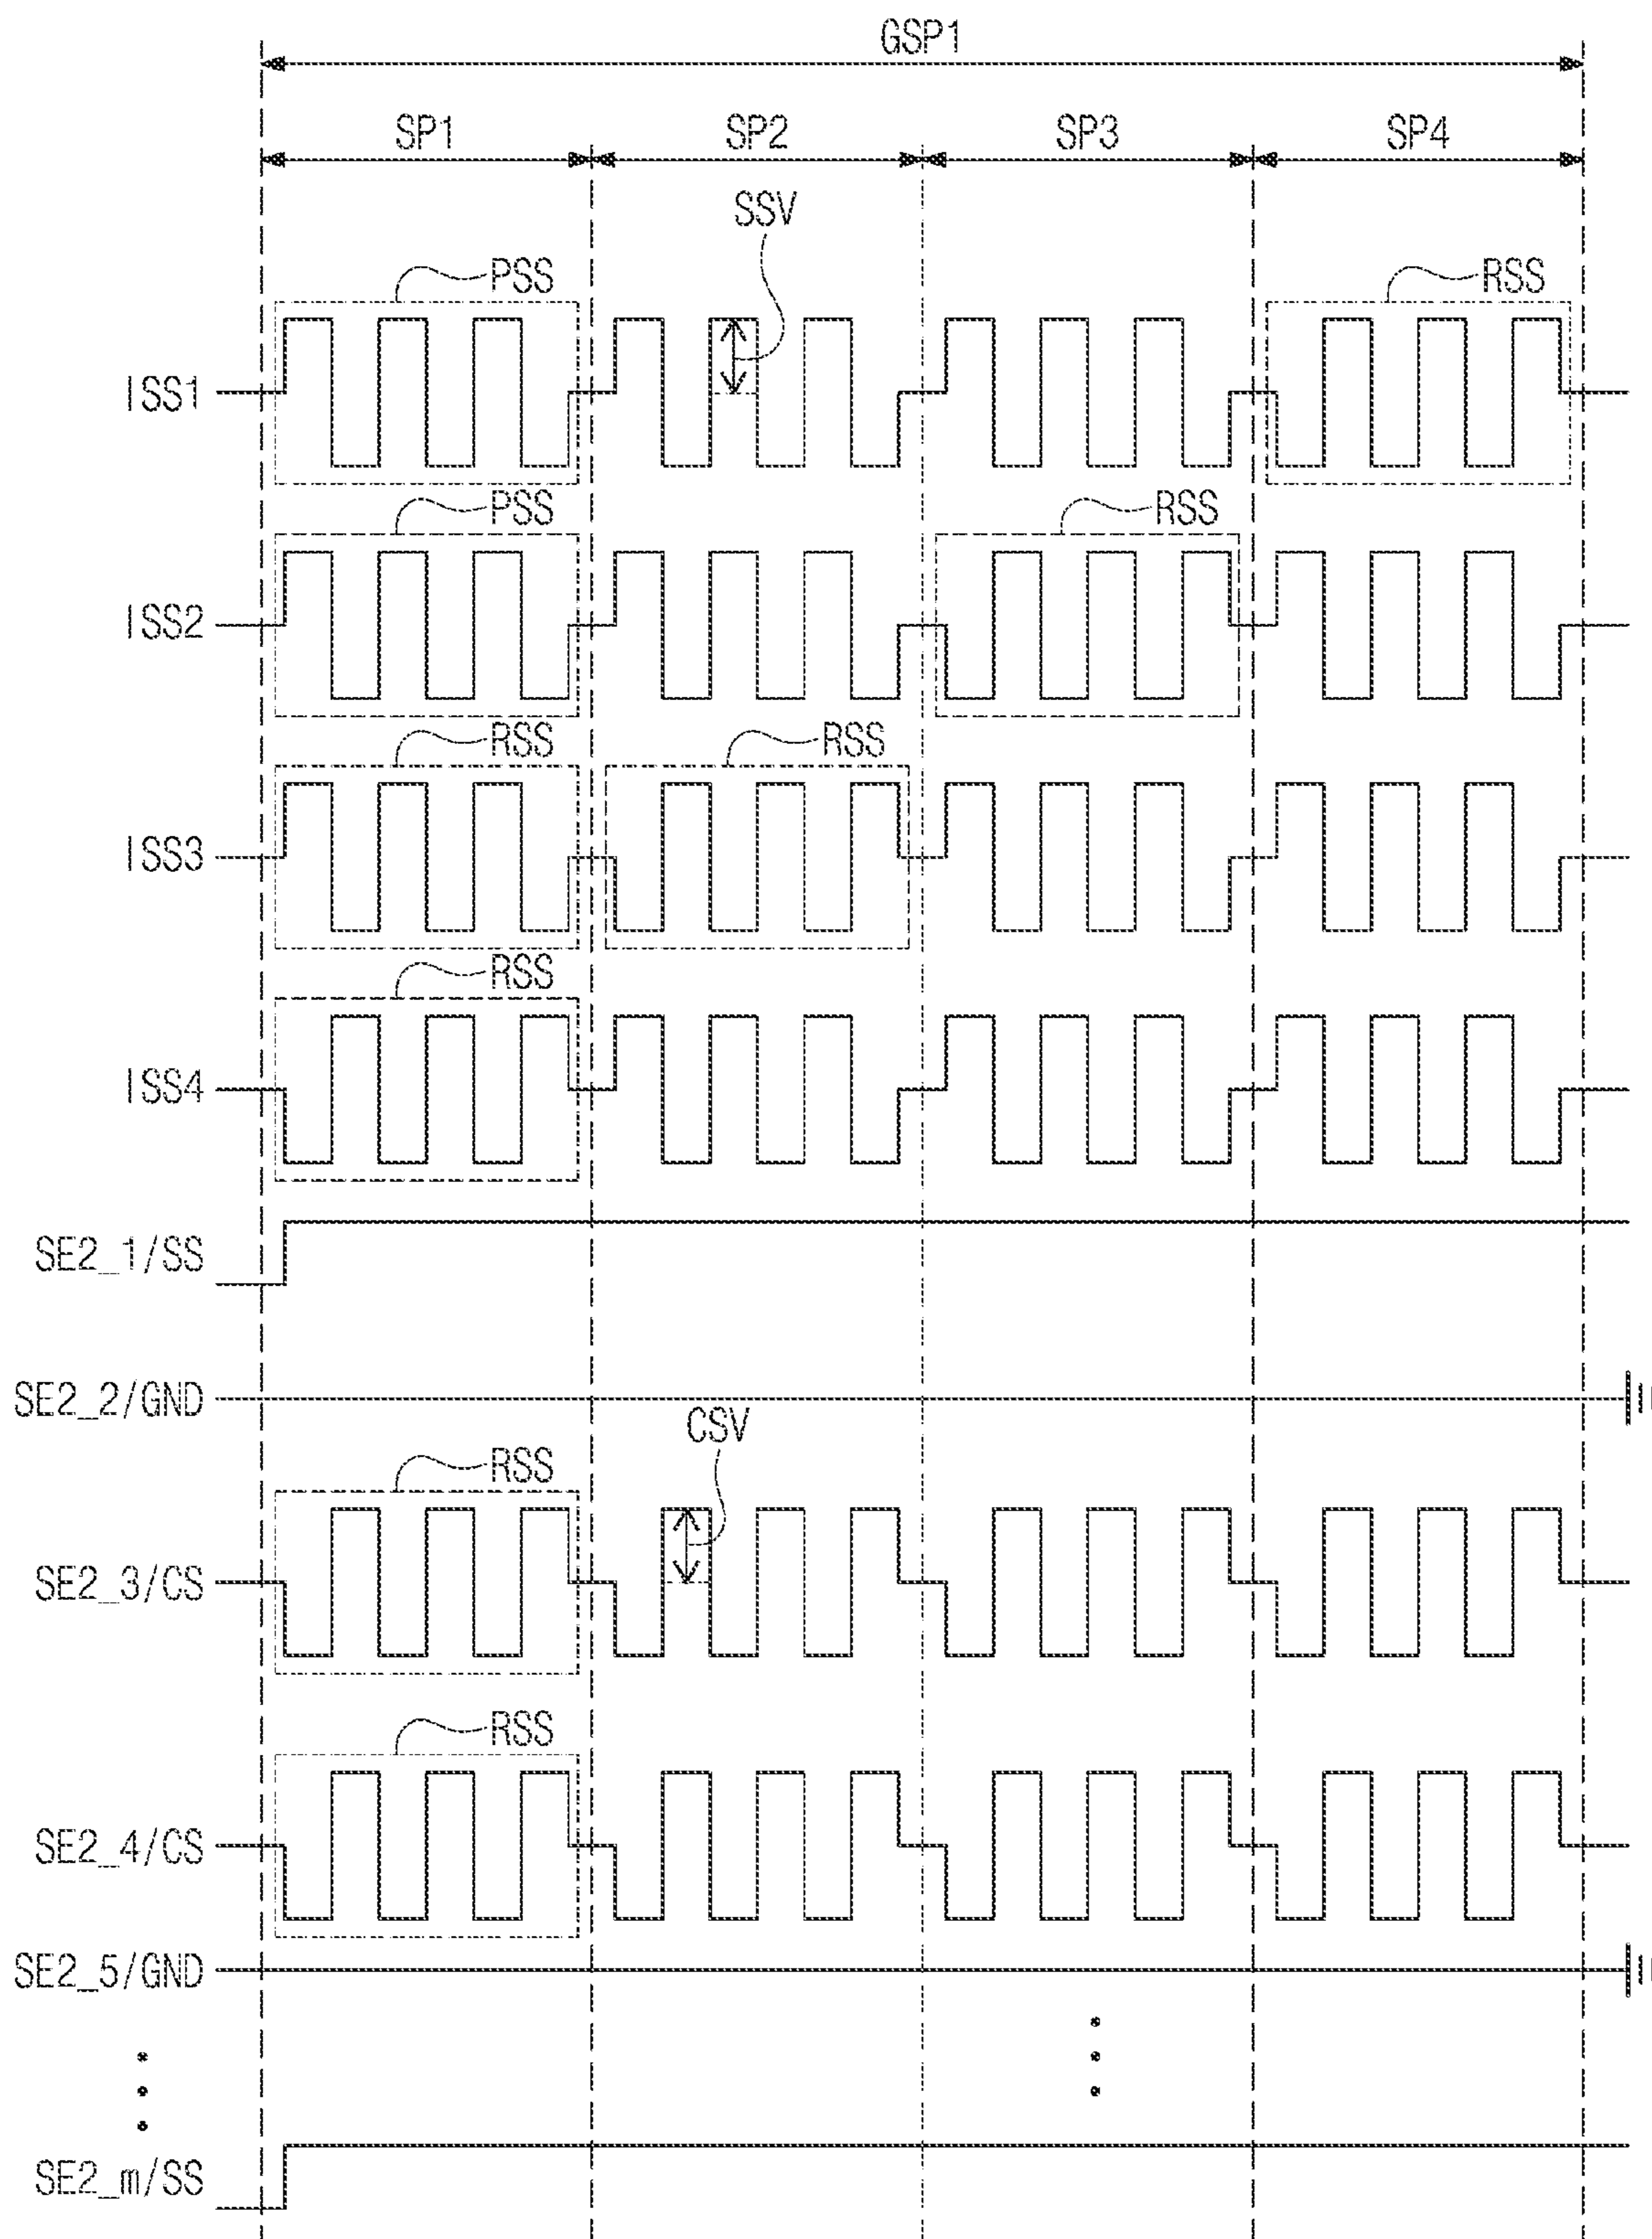 GSP1
SP1 SP2 SP3 SP4
SSV
PSS RSS
ISS1
PSS RSS
ISS2
RSS RSS
ISS3
RSS
ISS4
SE2_1/SS
SE2_2/GND
CSV
RSS
SE2_3/CS
RSS
SE2_4/CS
SE2_5/GND
SE2_m/SS